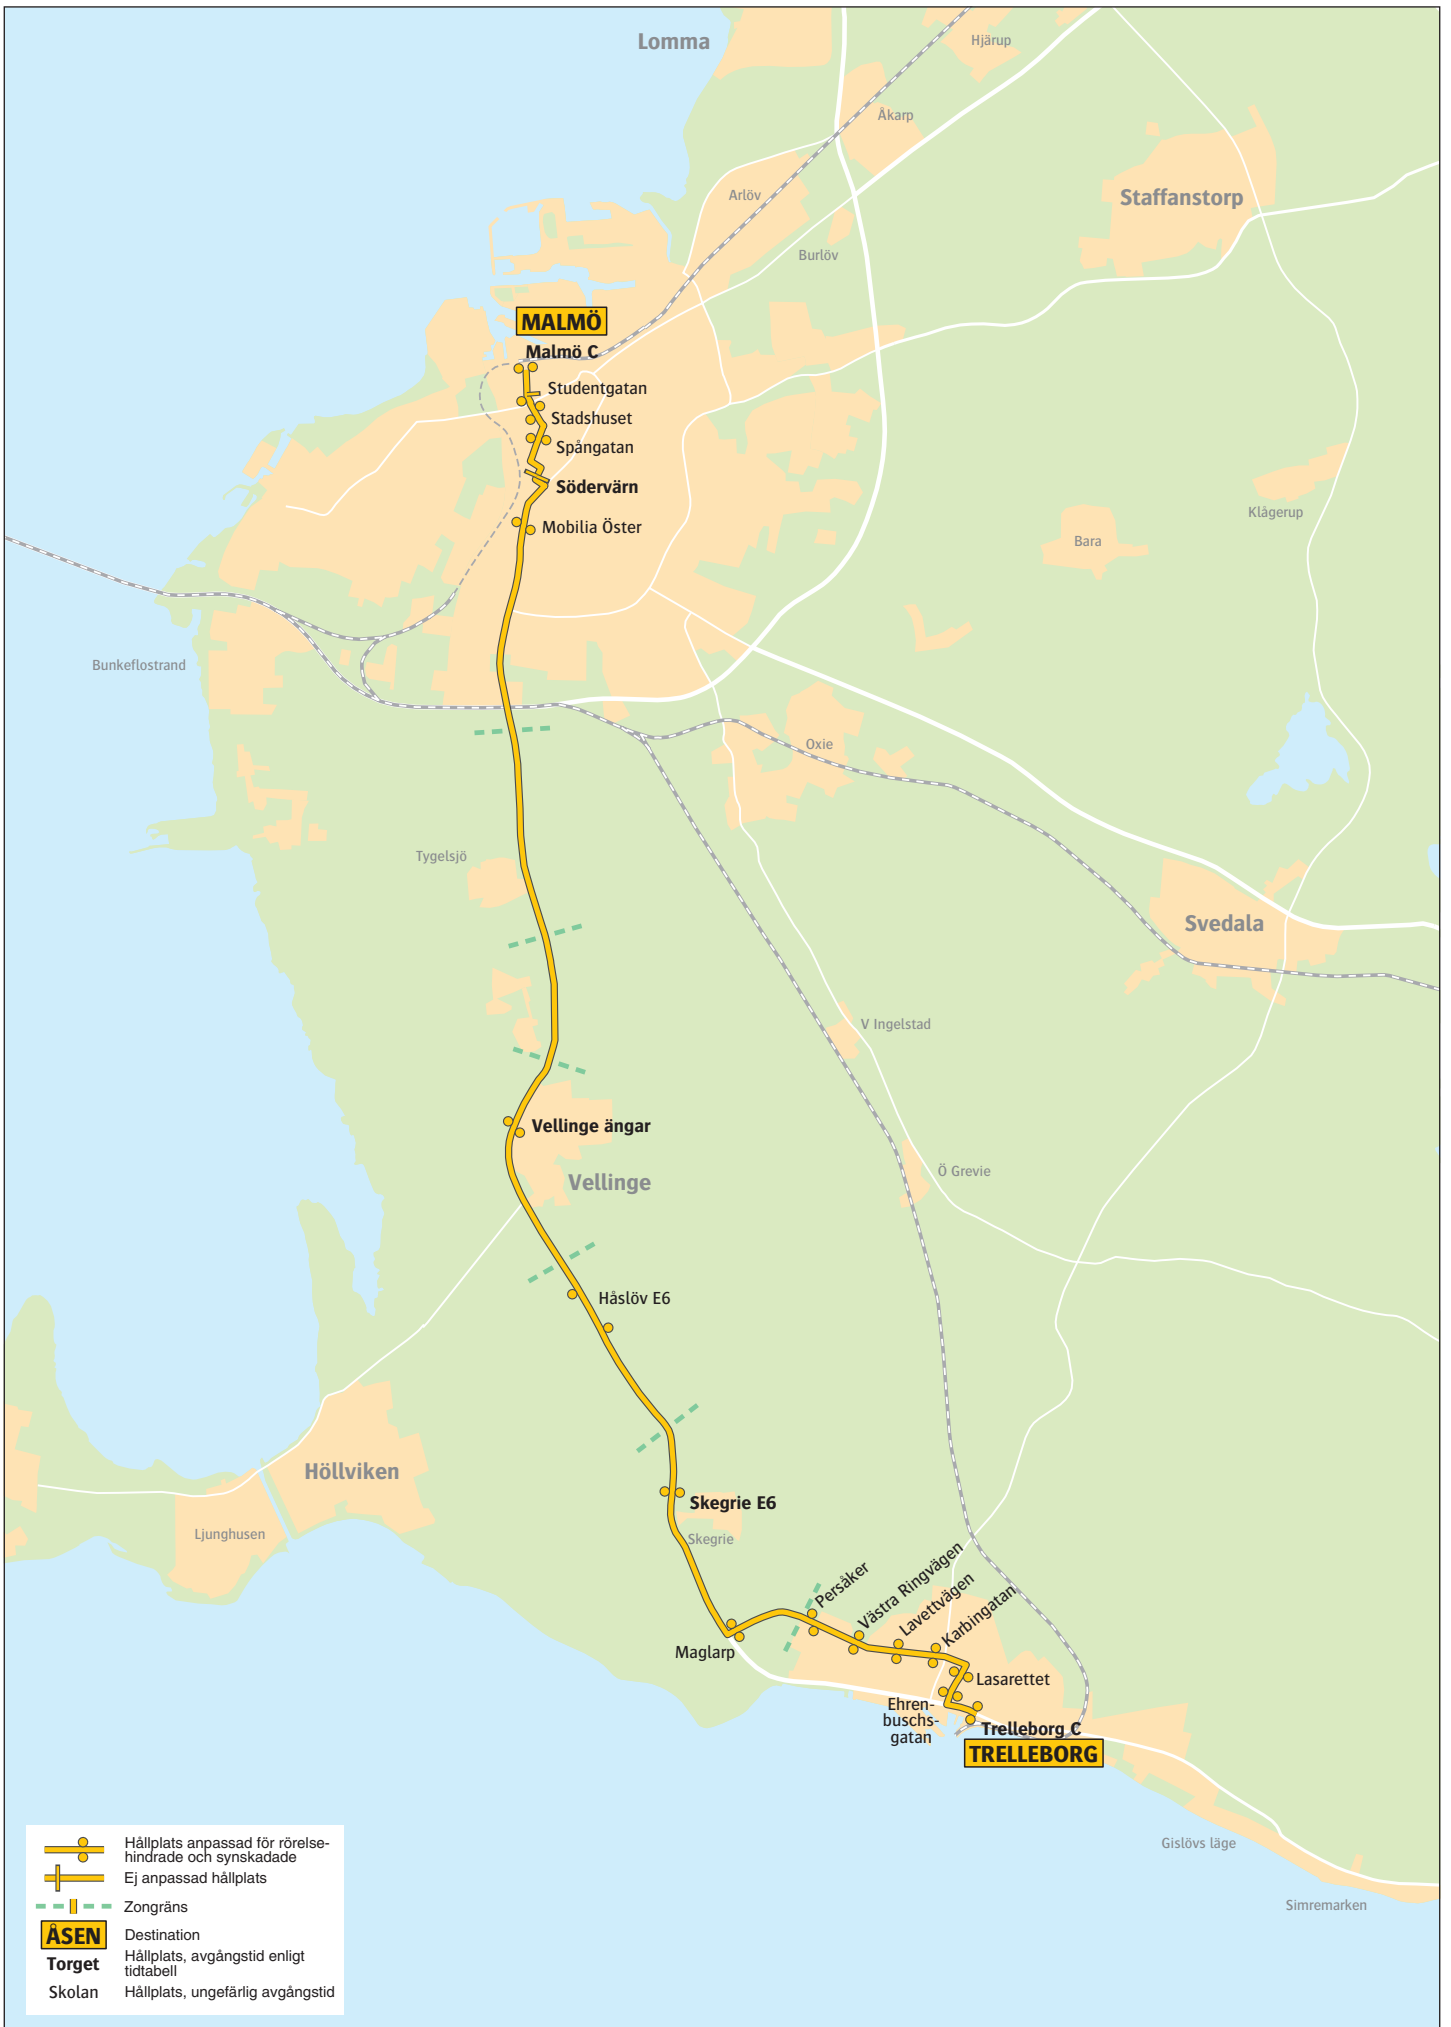 Lomma
Hjärup
Åkarp
Arlöv
Staffanstorp
Burlöv
MALMÖ
Malmö C
Studentgatan
Stadshuset
Spångatan
Södervärn
Mobilia Öster
Klågerup
Bara
Bunkeflostrand
Oxie
Tygelsjö
Svedala
V Ingelstad
Vellinge ängar
Ö Grevie
Vellinge
Håslöv E6
Höllviken
Skegrie E6
Ljunghusen
Skegrie
Persåker
Västra Ringvägen
Lavettvägen
Karbingatan
Maglarp
Lasarettet
Ehren-
buschs-
gatan
Trelleborg C
TRELLEBORG
Gislövs läge
Simremarken
Hållplats anpassad för rörelse-
hindrade och synskadade
Ej anpassad hållplats
Zongräns
ÅSEN Destination
Torget Hållplats, avgångstid enligt
tidtabell
Skolan Hållplats, ungefärlig avgångstid